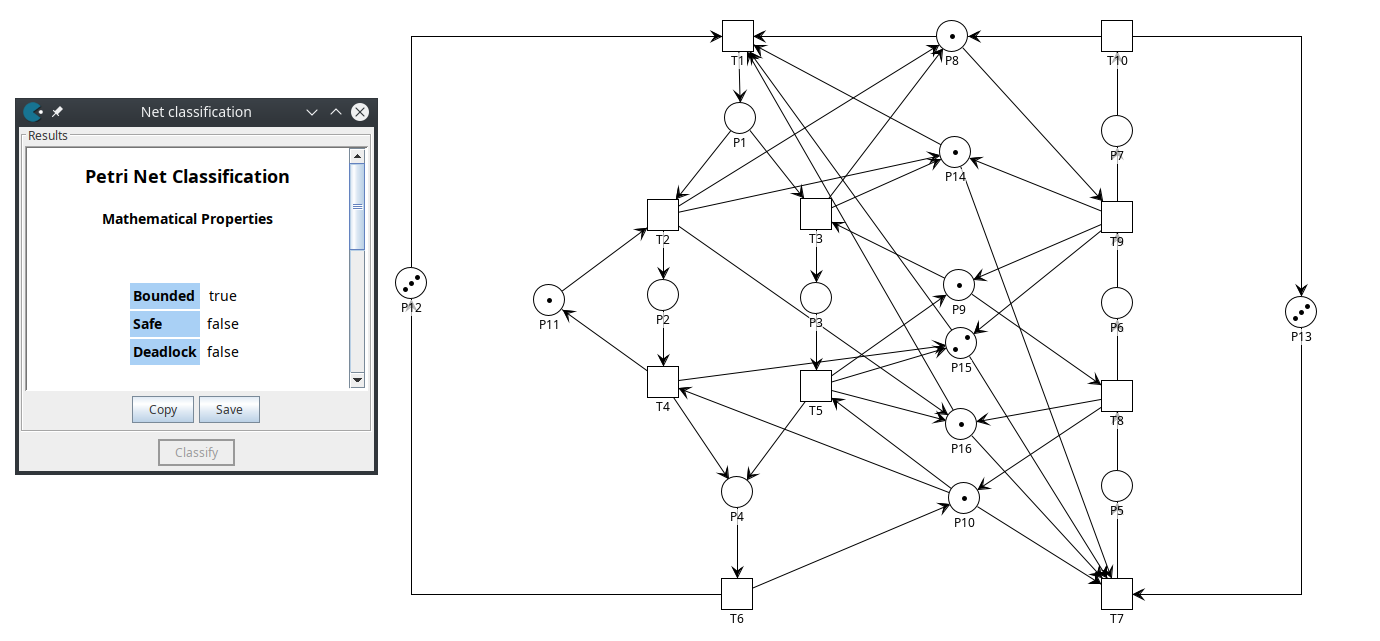 Net classification
Results
Petri Net Classification
Mathematical Properties
Bounded true
Safe false
Deadlock false
Copy Save
Classify
T1
P8
T10
P1
P7
P14
T2
T3
T9
P12
P11
P2
P3
P9
P6
P13
P15
T4
T5
T8
P16
P4
P10
P5
T6
T7